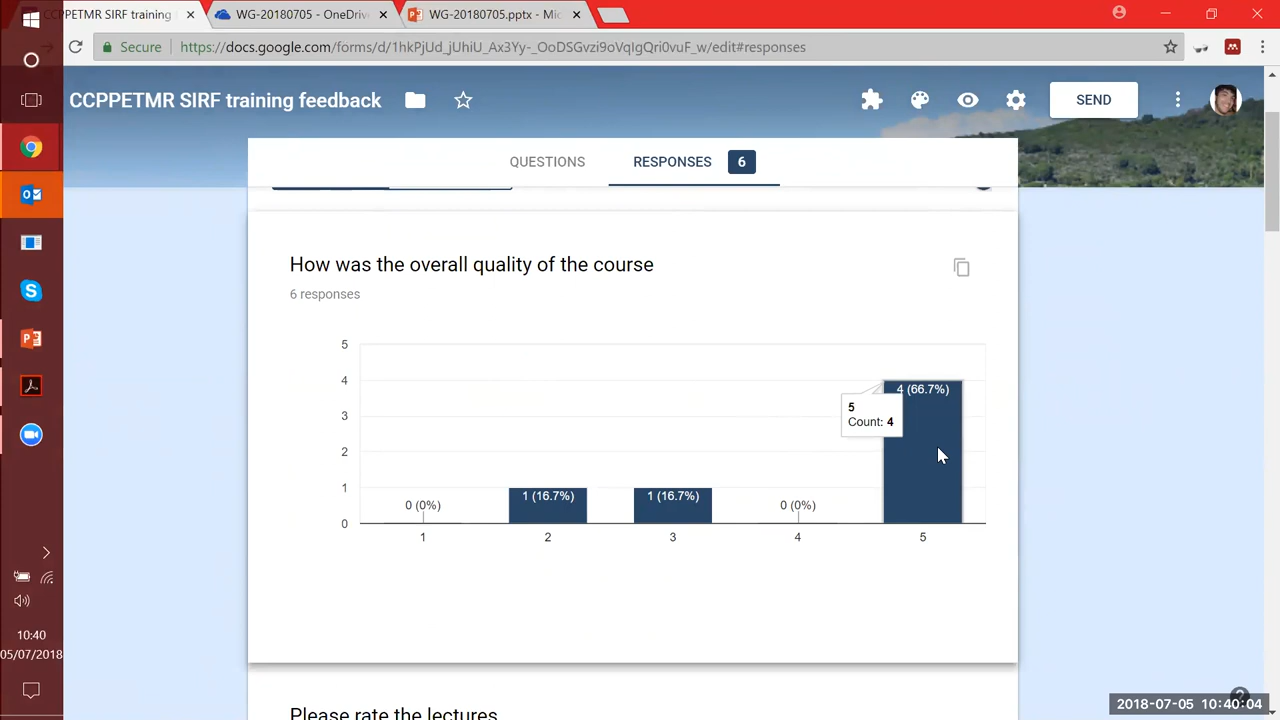 CCPPETMR SIRF training
WG-20180705 - OneDrive
WG-20180705.pptx - Mic
Secure
https://docs.google.com/forms/d/1hkPjUd_jUhiU_Ax3Yy-_OoDSGvzi9oVqIgQri0vuF_w/edit#responses
CCPPETMR SIRF training feedback
SEND
QUESTIONS
RESPONSES 6
How was the overall quality of the course
6 responses
5
4
3
2
1
0
0 (0%)
1 (16.7%)
1 (16.7%)
0 (0%)
4 (66.7%)
5
Count: 4
1 2 3 4 5
Please rate the lectures
10:40
05/07/2018
2018-07-05 10:40:04